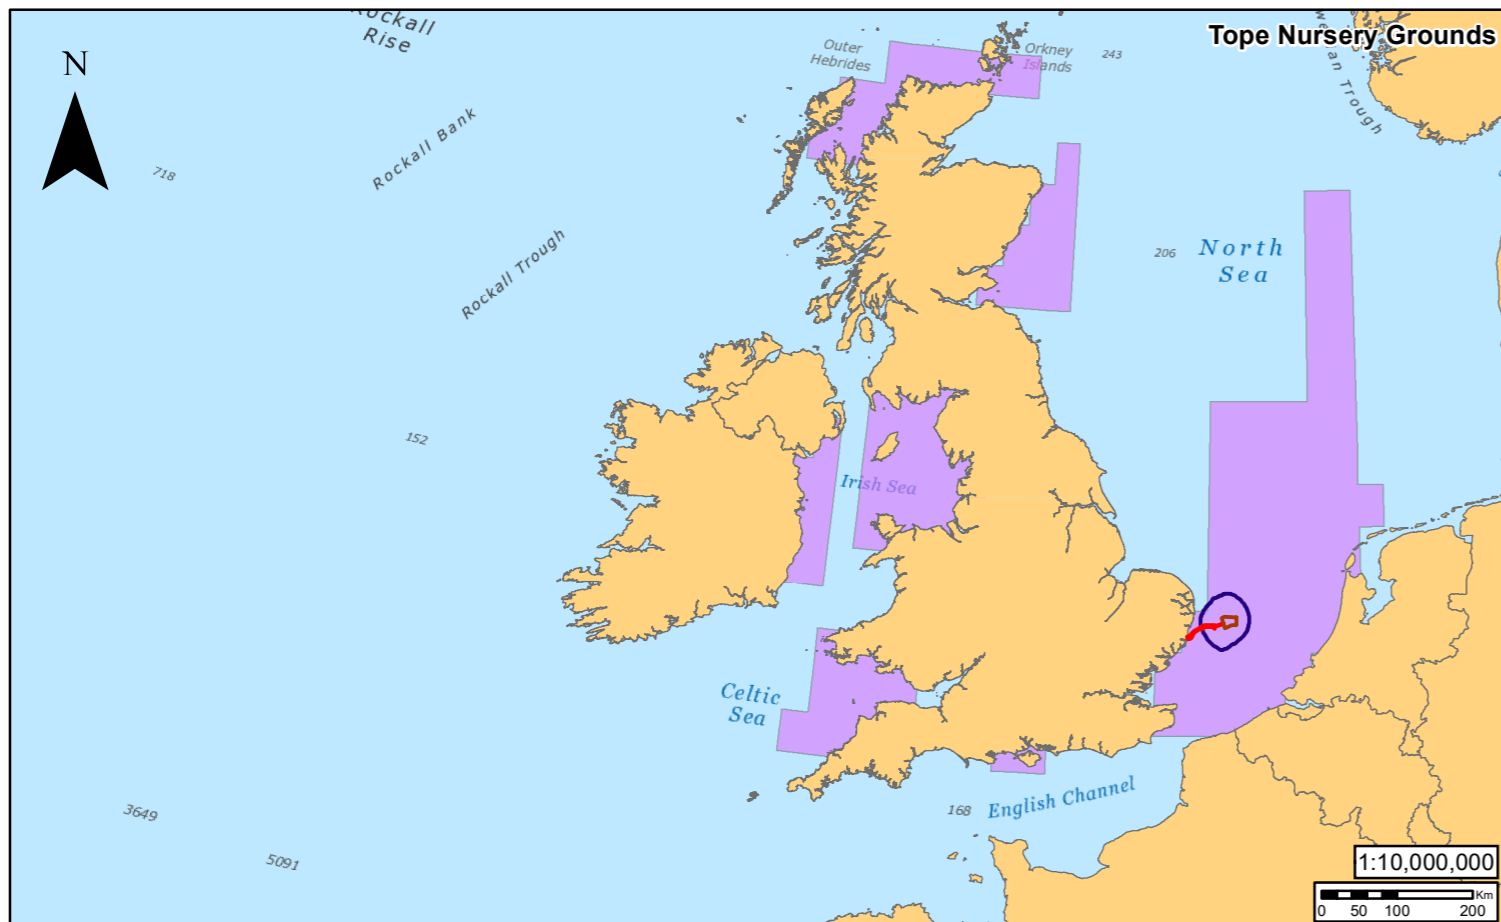 Rockall
Rise
N
Outer
Hebrides
Orkney
Islands
243
Tope Nursery Grounds
Trough
Rockall Bank
718
Rockall Trough
206
North
Sea
152
Irish Sea
Celtic
Sea
English Channel
168
3649
5091
1:10,000,000
Km
0 50 100 200